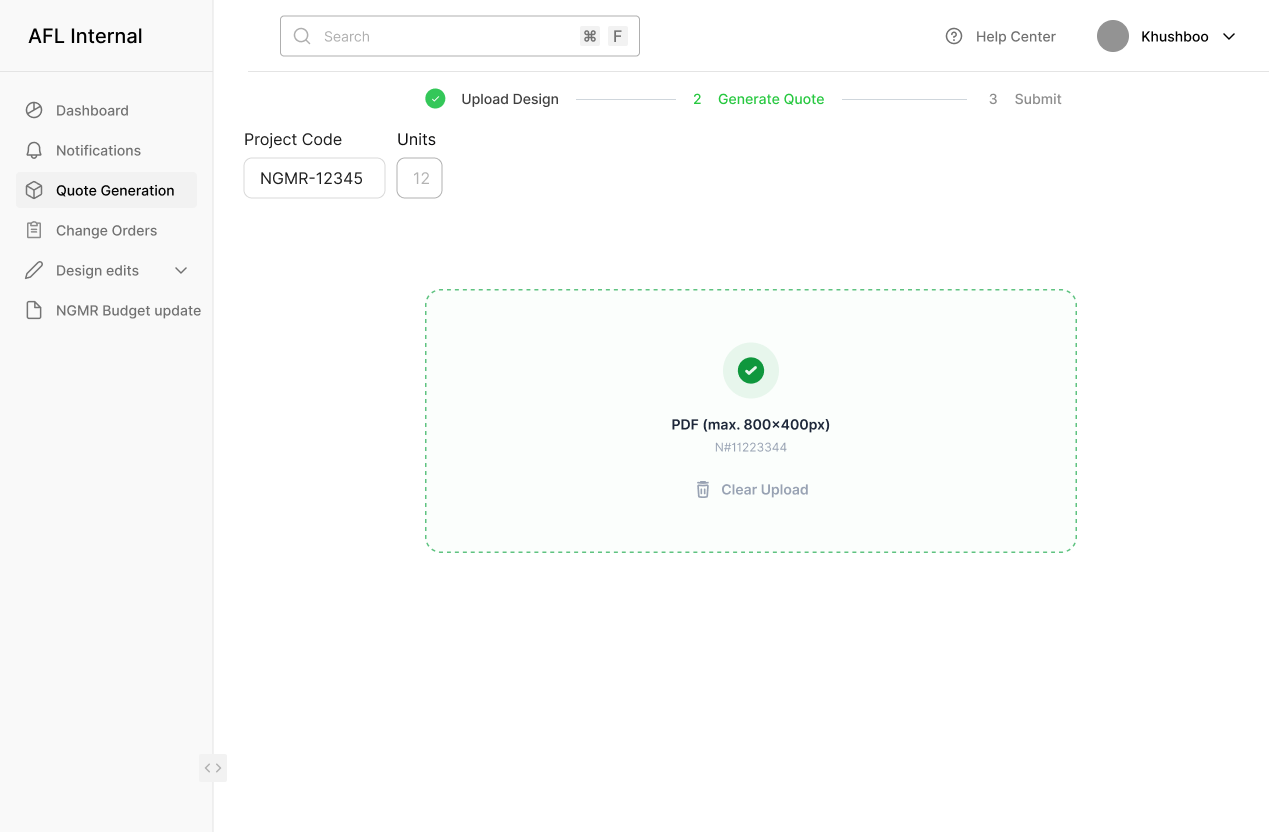 AFL Internal
Search ⌘ F
Help Center
Khushboo
Dashboard
Notifications
Quote Generation
Change Orders
Design edits
NGMR Budget update
Upload Design
2 Generate Quote
3 Submit
Project Code
Units
NGMR-12345
12
PDF (max. 800×400px)
N#11223344
Clear Upload